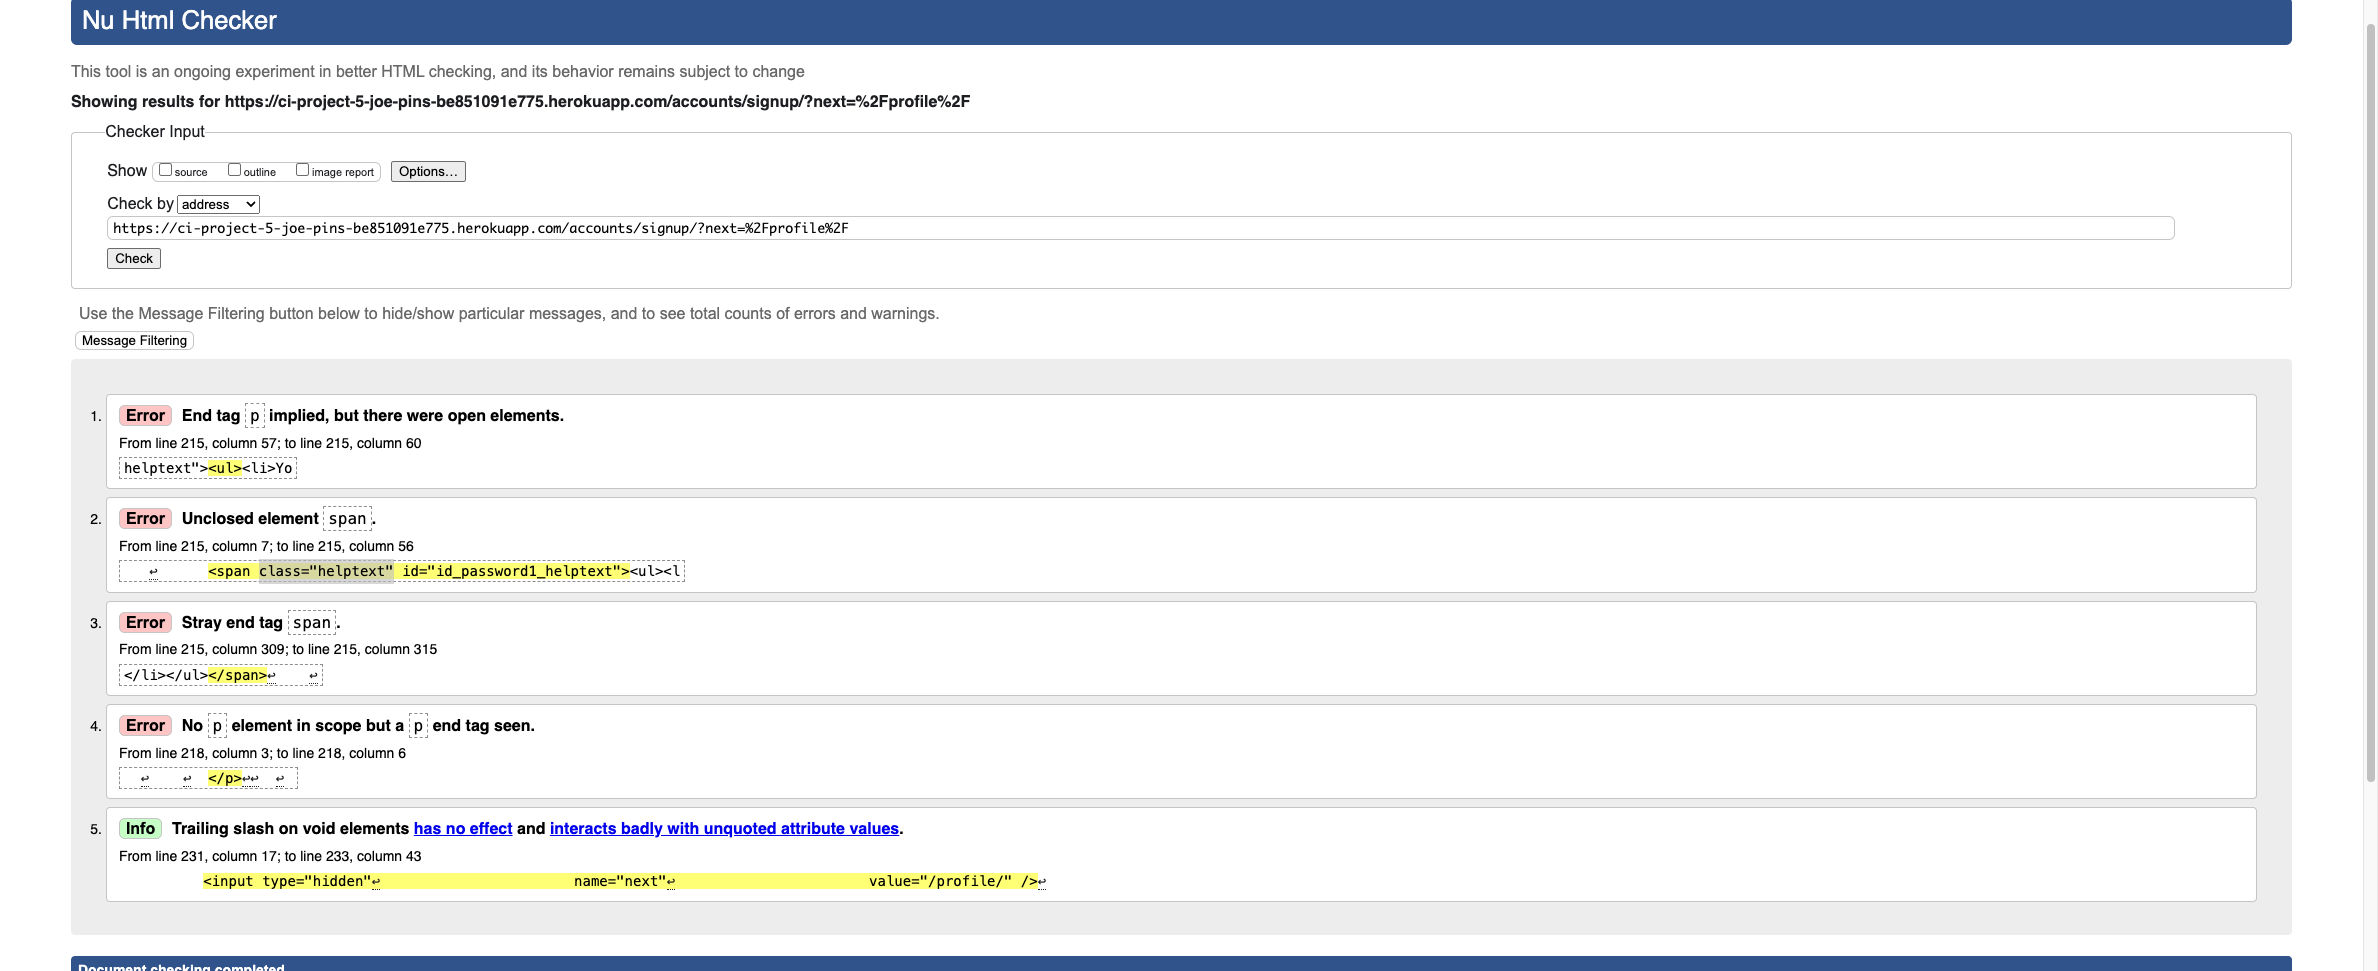 Nu Html Checker
This tool is an ongoing experiment in better HTML checking, and its behavior remains subject to change
Showing results for https://ci-project-5-joe-pins-be851091e775.herokuapp.com/accounts/signup/?next=%2Fprofile%2F
Checker Input
Show source outline image report Options...
Check by address
https://ci-project-5-joe-pins-be851091e775.herokuapp.com/accounts/signup/?next=%2Fprofile%2F
Check
Use the Message Filtering button below to hide/show particular messages, and to see total counts of errors and warnings.
Message Filtering
1. Error End tag p implied, but there were open elements.
From line 215, column 57; to line 215, column 60
helptext"><ul><li>Yo
2. Error Unclosed element span.
From line 215, column 7; to line 215, column 56
↩ <span class="helptext" id="id_password1_helptext"><ul><l
3. Error Stray end tag span.
From line 215, column 309; to line 215, column 315
</li></ul></span>↩ ↩
4. Error No p element in scope but a p end tag seen.
From line 218, column 3; to line 218, column 6
↩ ↩ </p>↩↩ ↩
5. Info Trailing slash on void elements has no effect and interacts badly with unquoted attribute values.
From line 231, column 17; to line 233, column 43
<input type="hidden"↩ name="next"↩ value="/profile/" />↩
Document checking completed